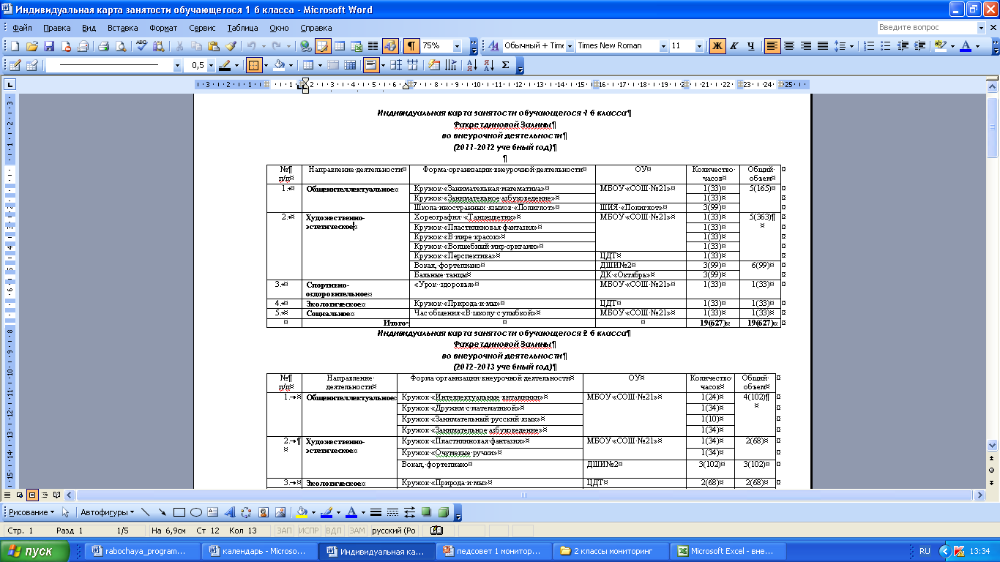 Индивидуальная карта занятости обучающегося 1 б класса - Microsoft Word
Файл Правка Вид Вставка Формат Сервис Таблица Окно Справка
Введите вопрос
75%
Обычный + Time
Times New Roman
11
Ж К Ч
0,5
Индивидуальная карта занятости обучающегося 1 б класса¶
Фахретдиновой Залины¶
во внеурочной деятельности¶
(2011-2012 учебный год)¶
¶
№¶ п/п¤ Направление деятельности¤ Форма организации внеурочной деятельности¤ ОУ¤ Количество часов¤ Общий объем¤
1.¤ Общеинтеллектуальное¤ Кружок «Занимательная математика»¤ МБОУ «СОШ №21»¤ 1(33)¤ 5(165)¤
Кружок «Занимательное азбуковедение»¤ 1(33)¤
Школа иностранных языков «Полиглот»¤ ШИЯ «Полиглот»¤ 3(99)¤
2.¤ Художественно-эстетическое¤ Хореография «Танцецветик»¤ МБОУ «СОШ №21»¤ 1(33)¤ 5(363)¶ ¤
Кружок «Пластилиновая фантазия»¤ 1(33)¤
Кружок «В мире красок»¤ 1(33)¤
Кружок «Волшебный мир оригами»¤ 1(33)¤
Кружок «Перспектива»¤ ЦДТ¤ 1(33)¤
Вокал, фортепиано¤ ДШИ№2¤ 3(99)¤ 6(99)¤
Бальные танцы¤ ДК «Октябрь»¤ 3(99)¤
3.¤ Спортивно-оздоровительное¤ «Урок здоровья»¤ МБОУ «СОШ №21»¤ 1(33)¤ 1(33)¤
4.¤ Экологическое¤ Кружок «Природа и мы»¤ ЦДТ¤ 1(33)¤ 1(33)¤
5.¤ Социальное¤ Час общения «В школу с улыбкой»¤ МБОУ «СОШ №21»¤ 1(33)¤ 1(33)¤
¤ Итого: ¤ ¤ 19(627)¤ 19(627)¤
Индивидуальная карта занятости обучающегося 2 б класса¶
Фахретдиновой Залины¶
во внеурочной деятельности¶
(2012-2013 учебный год)¶
№¶ п/п¤ Направление деятельности¤ Форма организации внеурочной деятельности¤ ОУ¤ Количество часов¤ Общий объем¤
1.¤ Общеинтеллектуальное¤ Кружок «Интеллектуальные витаминки»¤ МБОУ «СОШ №21»¤ 1(24)¤ 4(102)¶ ¤
Кружок «Дружим с математикой»¤ 1(34)¤
Кружок «Занимательный русский язык»¤ 1(10)¤
Кружок «Занимательное азбуковедение»¤ 1(34)¤
2.¶ ¤ Художественно-эстетическое¤ Кружок «Пластилиновая фантазия»¤ МБОУ «СОШ №21»¤ 1(34)¤ 2(68)¤
Кружок «Очумелые ручки»¤ 1(34)¤
Вокал, фортепиано¤ ДШИ№2¤ 3(102)¤ 3(102)¤
3.¤ Экологическое¤ Кружок «Природа и мы»¤ ЦДТ¤ 2(68)¤ 2(68)¤
Рисование Автофигуры
Стр. 1 Разд 1 1/5 На 6,9см Ст 12 Кол 13 ЗАП ИСПР ВДЛ ЗАМ русский (Ро
пуск rabochaya_program... календарь - Microso... Индивидуальная ка... педсовет 1 монитор... 2 классы мониторинг Microsoft Excel - вне... RU 13:34